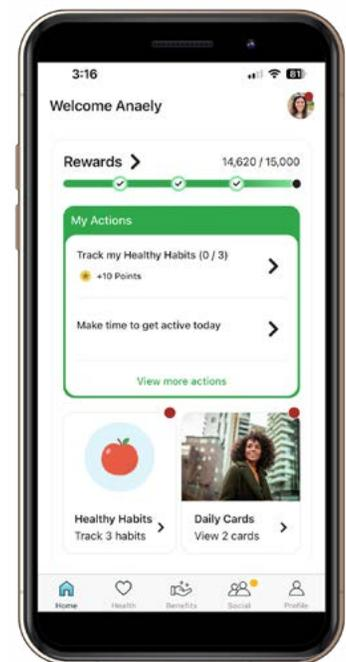 3:16
81
Welcome Anaely
Rewards
14,620 / 15,000
My Actions
Track my Healthy Habits (0 / 3)
+10 Points
Make time to get active today
View more actions
Healthy Habits
Track 3 habits
Daily Cards
View 2 cards
Home
Health
Benefits
Social
Profile